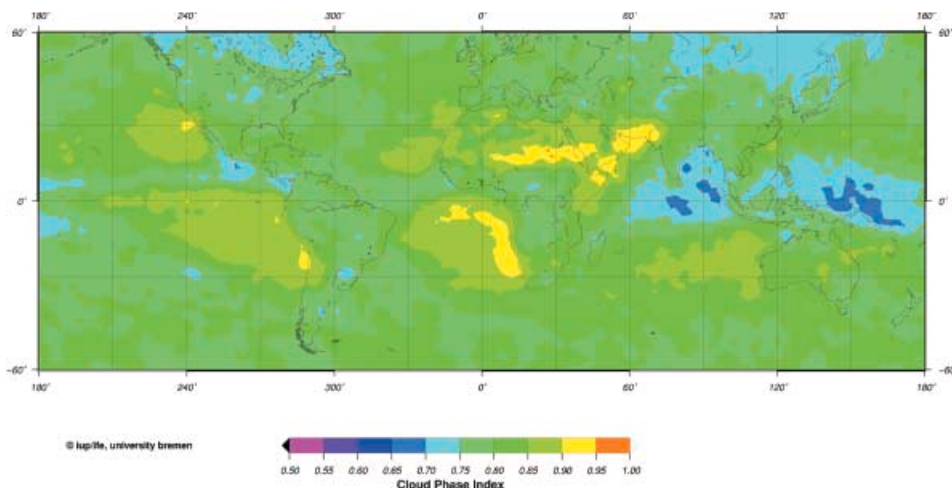 180° 240° 300° 0° 60° 120° 180°
60° 60°
0° 0°
−60° −60°
180° 240° 300° 0° 60° 120° 180°
© iup/ife, university bremen
0.50 0.55 0.60 0.65 0.70 0.75 0.80 0.85 0.90 0.95 1.00
Cloud Phase Index